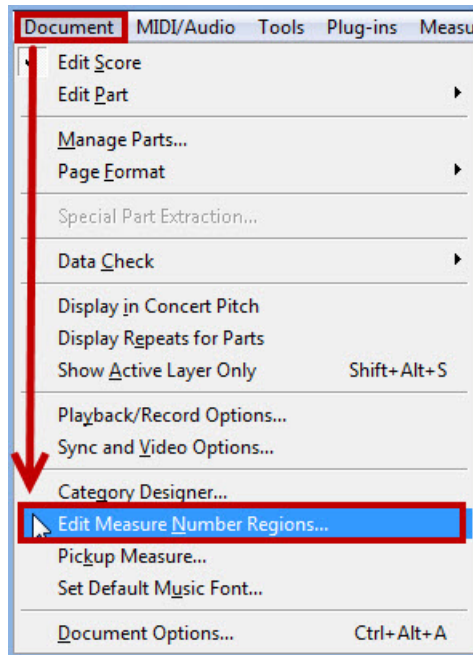 Document MIDI/Audio Tools Plug-ins Measu
Edit Score
Edit Part
Manage Parts...
Page Format
Special Part Extraction...
Data Check
Display in Concert Pitch
Display Repeats for Parts
Show Active Layer Only Shift+Alt+S
Playback/Record Options...
Sync and Video Options...
Category Designer...
Edit Measure Number Regions...
Pickup Measure...
Set Default Music Font...
Document Options... Ctrl+Alt+A